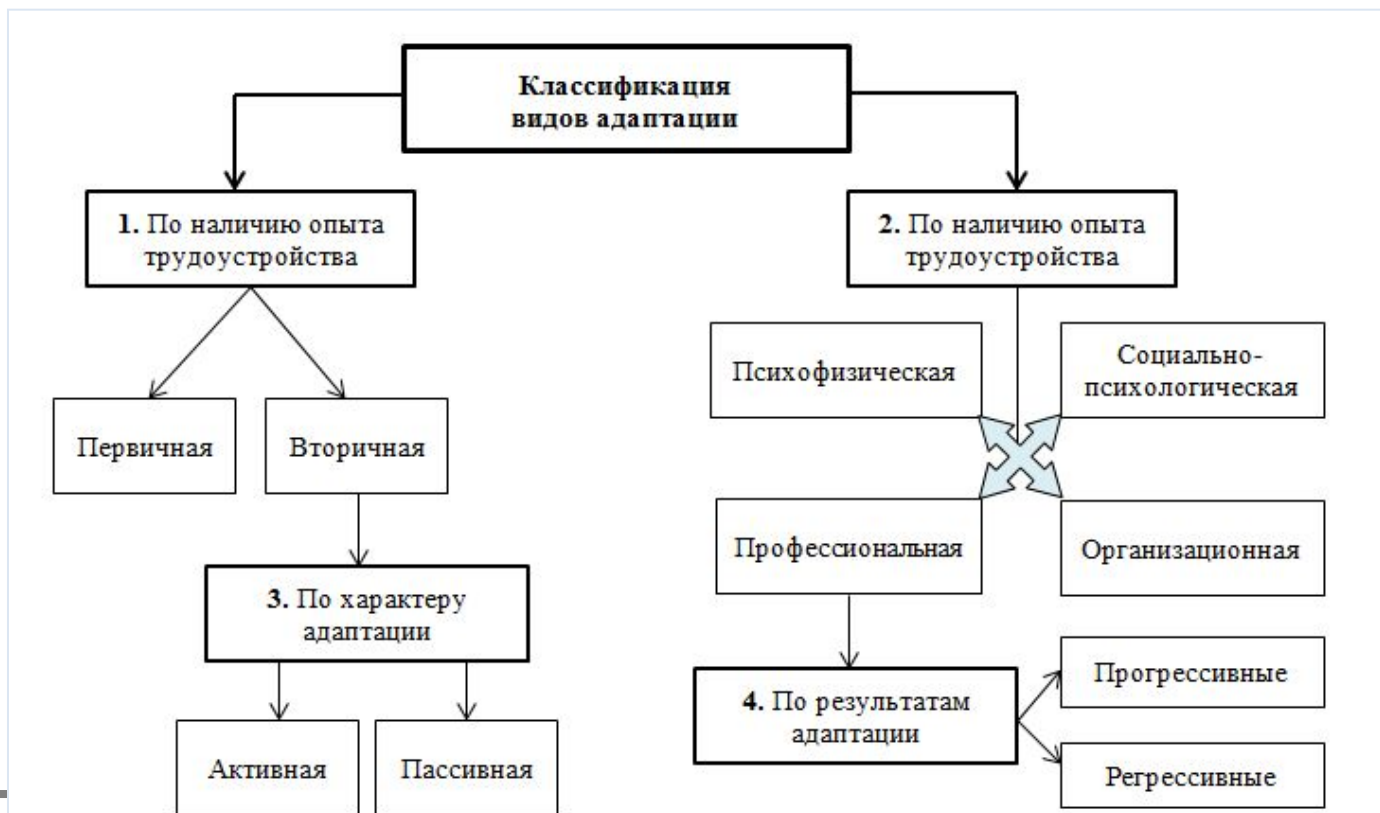 Классификация
видов адаптации
1. По наличию опыта
трудоустройства
2. По наличию опыта
трудоустройства
Психофизическая
Социально-
психологическая
Первичная
Вторичная
Профессиональная
Организационная
3. По характеру
адаптации
Активная
Пассивная
4. По результатам
адаптации
Прогрессивные
Регрессивные